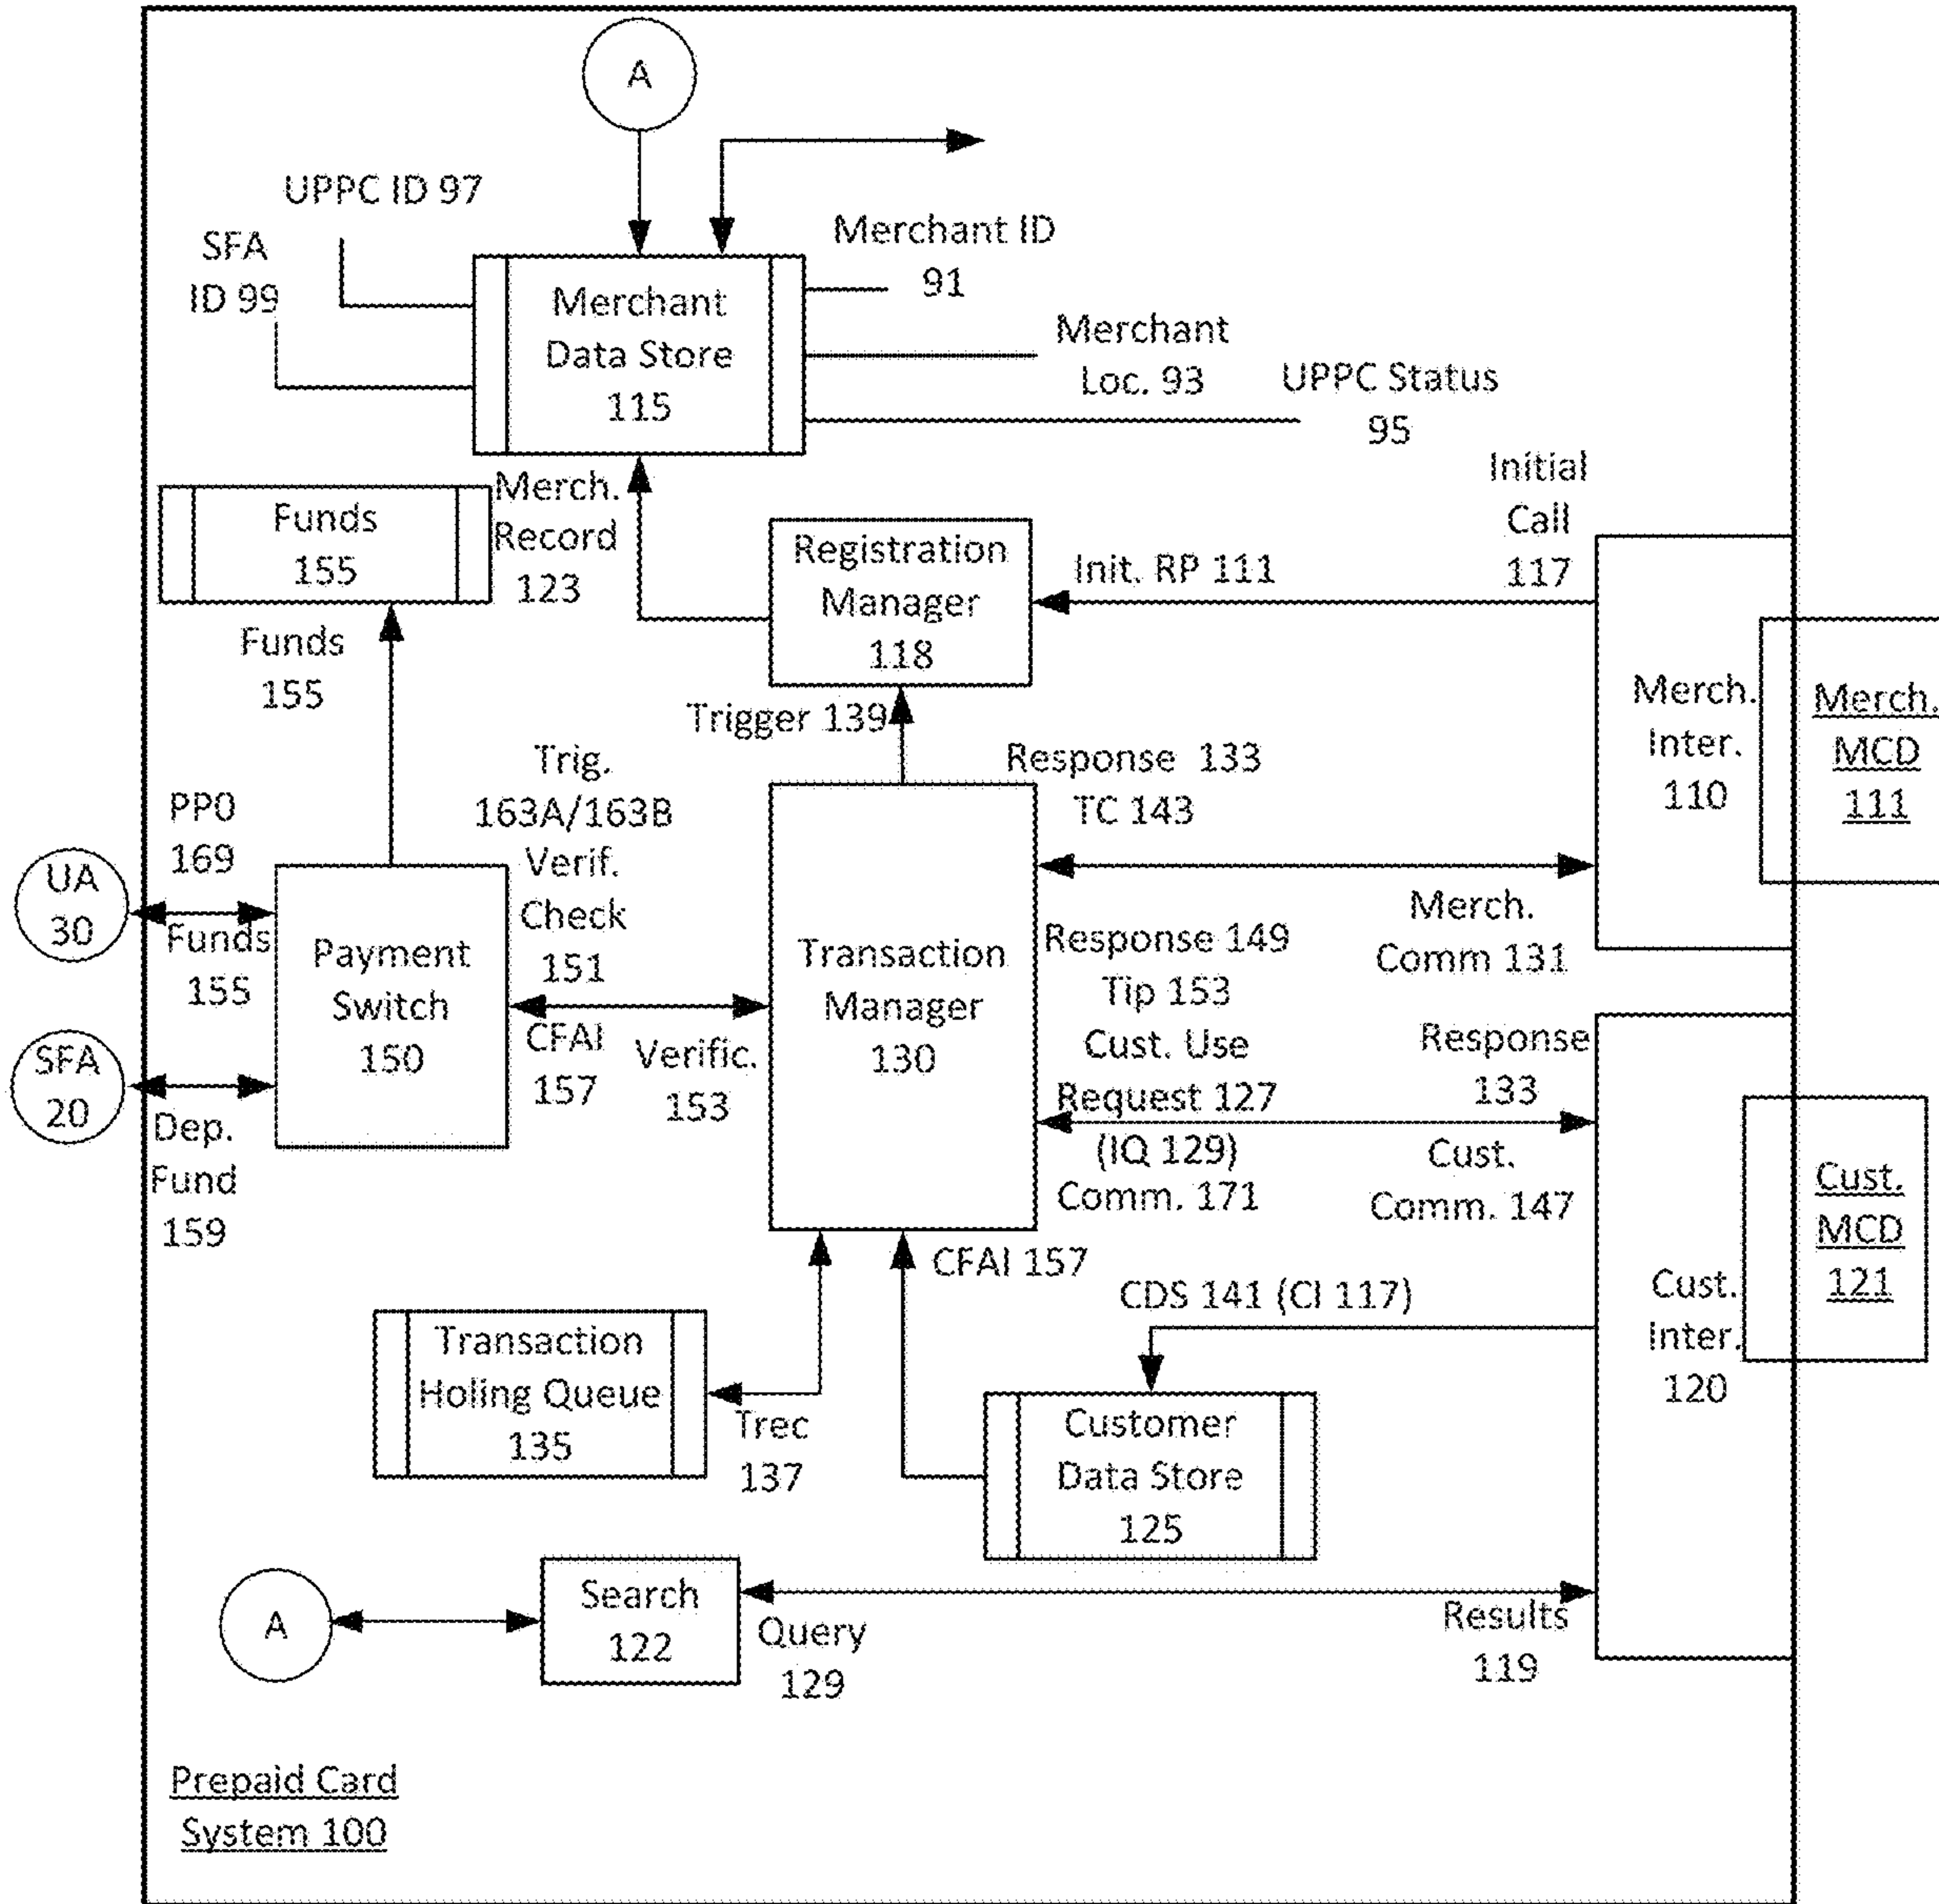 A
UPPC ID 97
SFA
ID 99
Merchant
Data Store
115
Merchant ID
91
Merchant
Loc. 93
UPPC Status
95
Initial
Call
117
Funds
155
Merch.
Record
123
Registration
Manager
118
Init. RP 111
Funds
155
Trigger 139
Merch.
Inter.
110
Merch.
MCD
111
PP0
169
Trig.
163A/163B
Verif.
Check
151
Response 133
TC 143
UA
30
Funds
155
Payment
Switch
150
Transaction
Manager
130
Merch.
Comm 131
Response 149
Tip 153
Cust. Use
Request 127
(IQ 129)
Comm. 171
SFA
20
Dep.
Fund
159
CFAI
157
Verific.
153
Response
133
Cust.
Comm. 147
Cust.
MCD
121
CFAI 157
CDS 141 (CI 117)
Cust.
Inter.
120
Transaction
Holing Queue
135
Trec
137
Customer
Data Store
125
A
Search
122
Query
129
Results
119
Prepaid Card
System 100